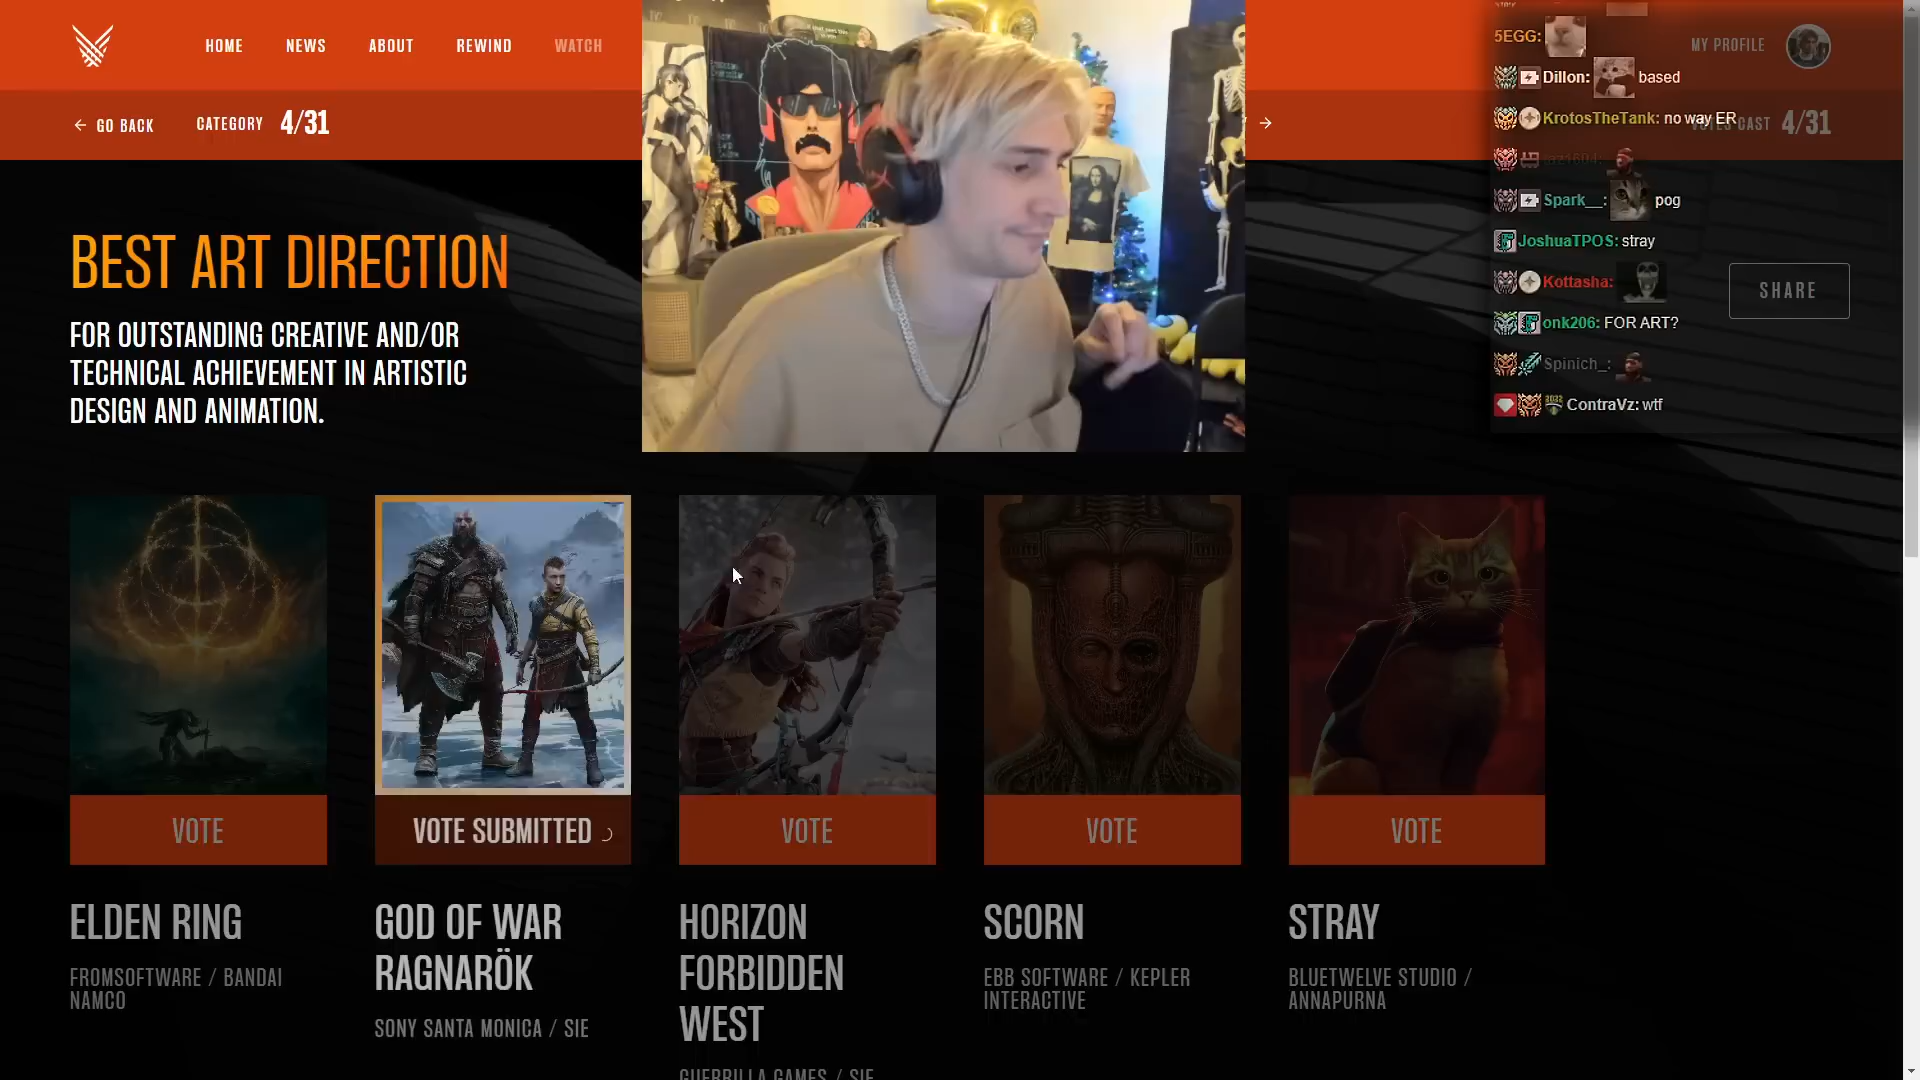 HOME NEWS ABOUT REWIND WATCH
MY PROFILE
GO BACK CATEGORY 4/31
CAST 4/31
BEST ART DIRECTION
FOR OUTSTANDING CREATIVE AND/OR
TECHNICAL ACHIEVEMENT IN ARTISTIC
DESIGN AND ANIMATION.
5EGG:
Dillon: based
KrotosTheTank: no way ER
Spark__: pog
JoshuaTPOS: stray
Kottasha:
onk206: FOR ART?
Spinich_:
ContraVz: wtf
SHARE
VOTE
VOTE SUBMITTED
VOTE
VOTE
VOTE
ELDEN RING
FROMSOFTWARE / BANDAI
NAMCO
GOD OF WAR
RAGNARÖK
SONY SANTA MONICA / SIE
HORIZON
FORBIDDEN
WEST
GUERRILLA GAMES / SIE
SCORN
EBB SOFTWARE / KEPLER
INTERACTIVE
STRAY
BLUETWELVE STUDIO /
ANNAPURNA